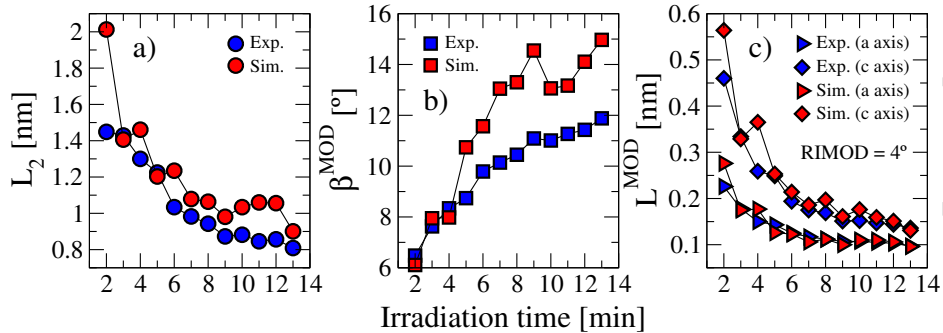 a)
Exp.
Sim.
L2 [nm]
2
1.8
1.6
1.4
1.2
1
0.8
2 4 6 8 10 12 14
b)
Exp.
Sim.
β^MOD [º]
16
14
12
10
8
6
2 4 6 8 10 12 14
c)
Exp. (a axis)
Exp. (c axis)
Sim. (a axis)
Sim. (c axis)
RIMOD = 4º
L^MOD [nm]
0.6
0.5
0.4
0.3
0.2
0.1
2 4 6 8 10 12 14
Irradiation time [min]